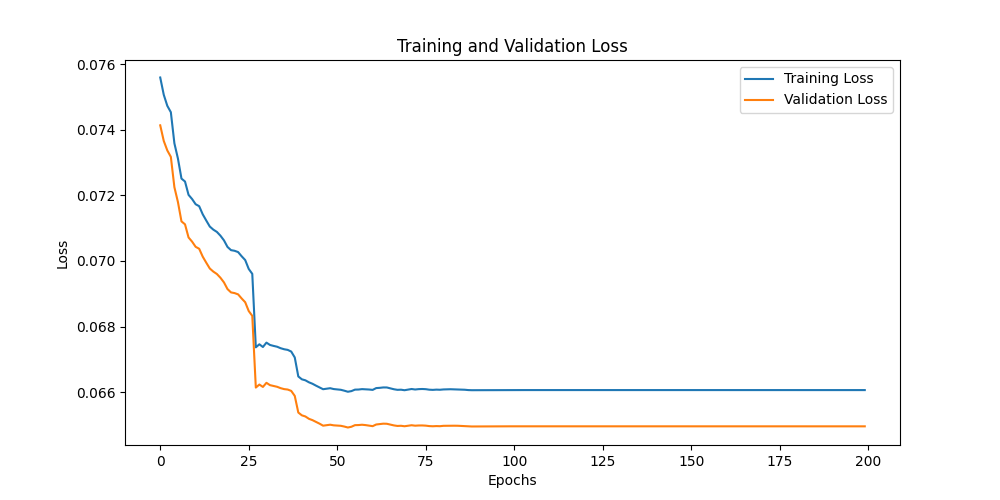 Training and Validation Loss
Training Loss
Validation Loss
Loss
0.076
0.074
0.072
0.070
0.068
0.066
0 25 50 75 100 125 150 175 200
Epochs